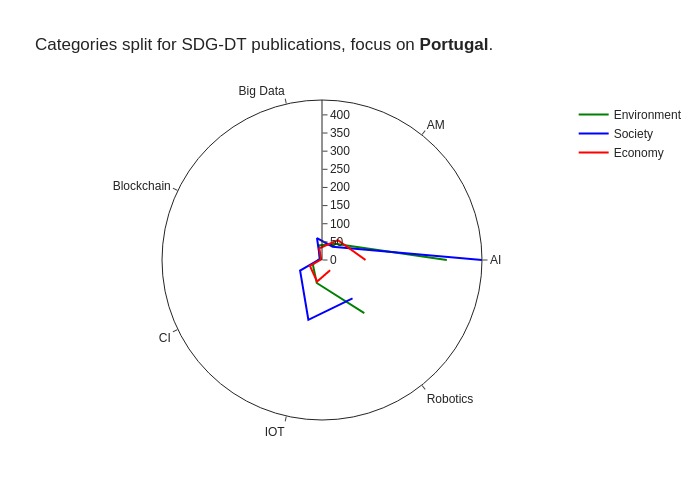 Categories split for SDG-DT publications, focus on Portugal.
Big Data
AM
Blockchain
AI
CI
IOT
Robotics
400
350
300
250
200
150
100
50
0
Environment
Society
Economy